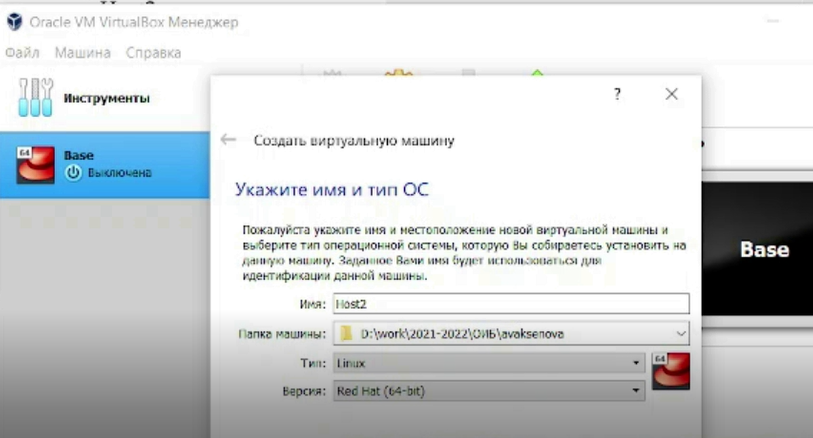 Oracle VM VirtualBox Менеджер
Файл Машина Справка
Инструменты
?
64
Base
Выключена
Создать виртуальную машину
Укажите имя и тип ОС
Пожалуйста укажите имя и местоположение новой виртуальной машины и
выберите тип операционной системы, которую Вы собираетесь установить на
данную машину. Заданное Вами имя будет использоваться для
идентификации данной машины.
Base
Имя: Host2
Папка машины: D:\work\2021-2022\ОИБ\avaksenova
Тип: Linux
64
Версия: Red Hat (64-bit)